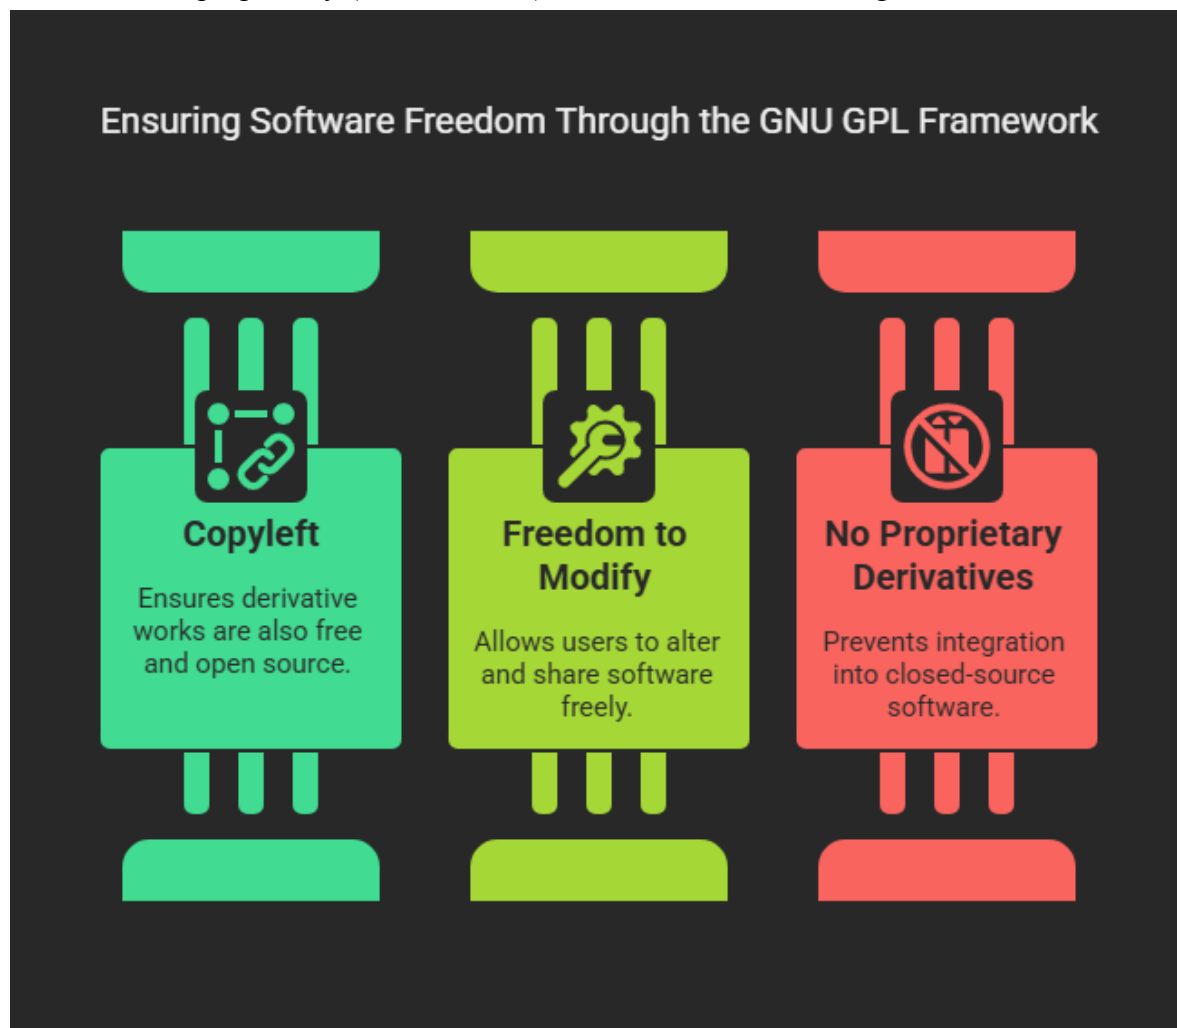 Ensuring Software Freedom Through the GNU GPL Framework
Copyleft
Ensures derivative
works are also free
and open source.
Freedom to
Modify
Allows users to alter
and share software
freely.
No Proprietary
Derivatives
Prevents integration
into closed-source
software.